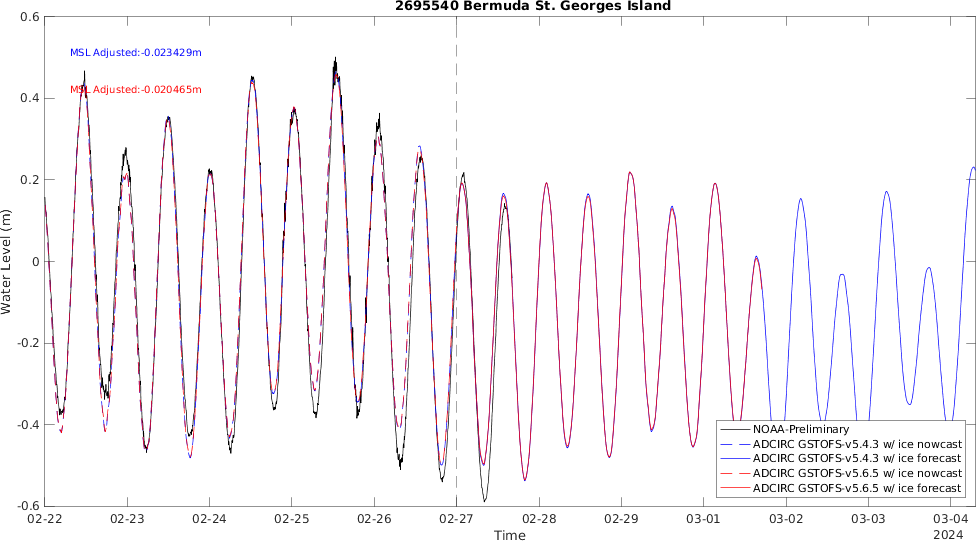 2695540 Bermuda St. Georges Island
0.6
MSL Adjusted:-0.023429m
MSL Adjusted:-0.020465m
0.4
0.2
0
-0.2
-0.4
-0.6
Water Level (m)
NOAA-Preliminary
ADCIRC GSTOFS-v5.4.3 w/ ice nowcast
ADCIRC GSTOFS-v5.4.3 w/ ice forecast
ADCIRC GSTOFS-v5.6.5 w/ ice nowcast
ADCIRC GSTOFS-v5.6.5 w/ ice forecast
02-22 02-23 02-24 02-25 02-26 02-27 02-28 02-29 03-01 03-02 03-03 03-04
2024
Time